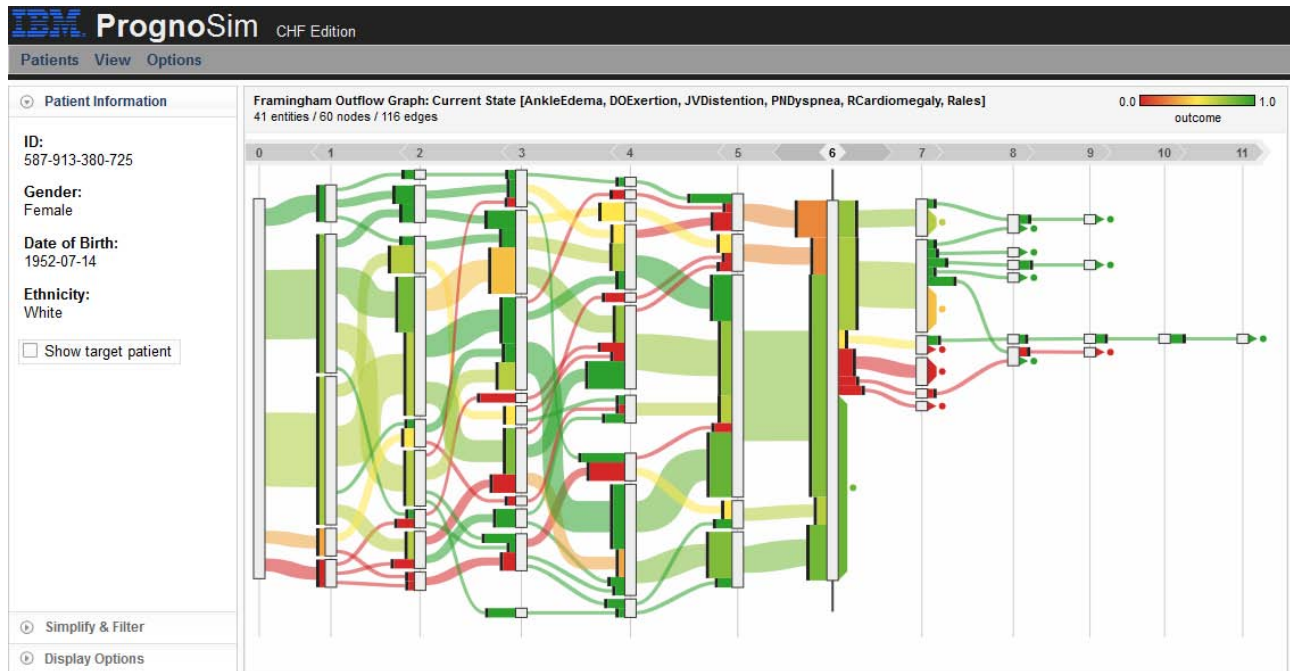 IBM. PrognoSim CHF Edition
Patients View Options
Patient Information
ID:
587-913-380-725
Gender:
Female
Date of Birth:
1952-07-14
Ethnicity:
White
Show target patient
Simplify & Filter
Display Options
Framingham Outflow Graph: Current State [AnkleEdema, DOExertion, JVDistention, PNDyspnea, RCardiomegaly, Rales]
41 entities / 60 nodes / 116 edges
0.0 1.0
outcome
0 1 2 3 4 5 6 7 8 9 10 11